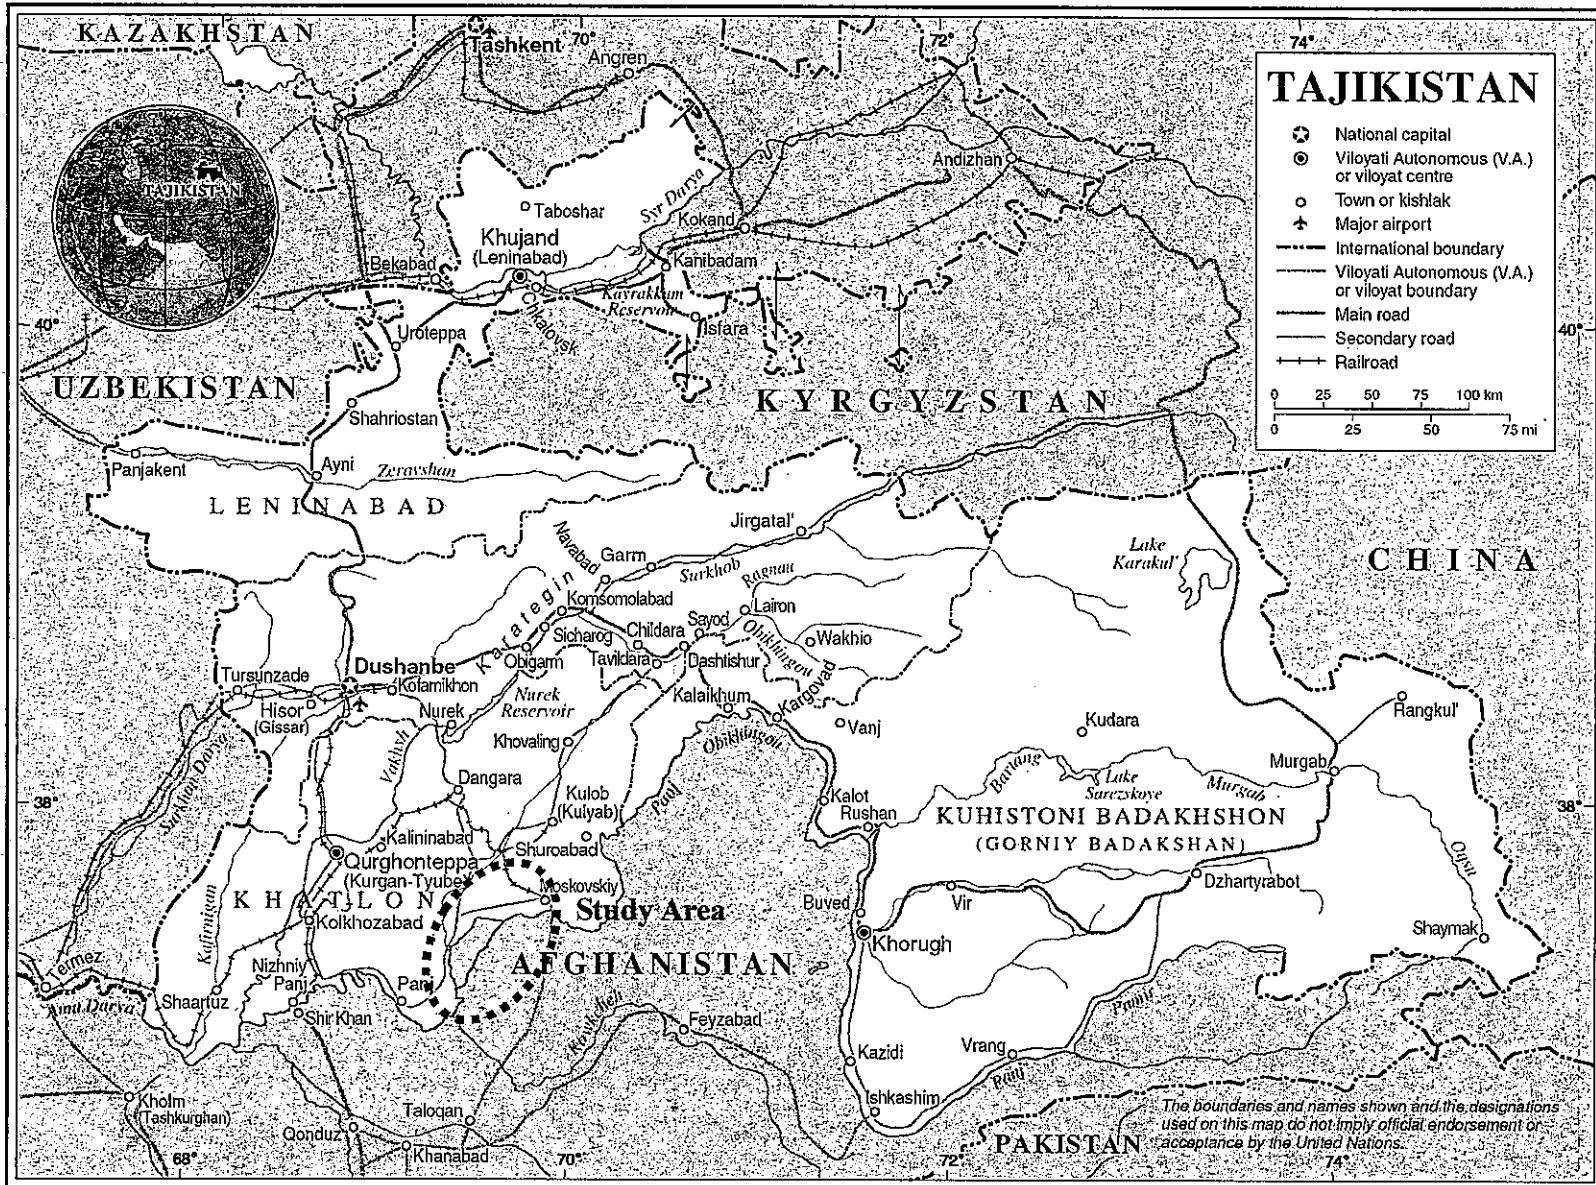 KAZAKHSTAN
Tashkent
70°
72°
74°
Angren
TAJIKISTAN
National capital
Viloyati Autonomous (V.A.)
or viloyat centre
Town or kishlak
Major airport
International boundary
Viloyati Autonomous (V.A.)
or viloyat boundary
Main road
Secondary road
Railroad
0 25 50 75 100 km
0 25 50 75 mi
TAJIKISTAN
Andizhan
Taboshar
Syr Darya
Kokand
Khujand
(Leninabad)
Bekabad
Kanibadam
Kayrakkum
Reservoir
Isfara
40°
Uroteppa
40°
UZBEKISTAN
KYRGYZSTAN
Shahriostan
Panjakent
Ayni
Zeravshan
LENINABAD
Jirgatal'
Navabad
Garm
Surkhob
Lake
Karakul'
CHINA
Karategin
Komsomolabad
Lairon
Sicharog
Childara
Sayod
Obikhingou
Wakhio
Obigarm
Tavildara
Dashtishur
Dushanbe
Tursunzade
Kofarnikhon
Nurek
Reservoir
Kalaikhum
Kargovad
Rangkul'
Hisor
(Gissar)
Nurek
Vanj
Kudara
Khovaling
Obikhingou
Surkhan Darya
Vakhsh
Murgab
Dangara
Panj
Bartang
Lake
Sarezskoye
Murgab
38°
Kulob
(Kulyab)
Kalot
Rushan
38°
KUHISTONI BADAKHSHON
(GORNIY BADAKSHAN)
Kalininabad
Qurghonteppa
(Kurgan-Tyube)
Shuroabad
Oqsu
Moskovskiy
Dzhartyrabot
KHATLON
Study Area
Vir
Buved
Kolkhozabad
Kafirnigan
Khorugh
Shaymak
AFGHANISTAN
Termez
Nizhniy
Panj
Panj
Amu Darya
Shaartuz
Shir Khan
Pamir
Feyzabad
Kazidi
Vrang
Panj
Kholm
(Tashkurghan)
Ishkashim
Taloqan
Qonduz
Khanabad
PAKISTAN
The boundaries and names shown and the designations
used on this map do not imply official endorsement or
acceptance by the United Nations.
68°
70°
72°
74°